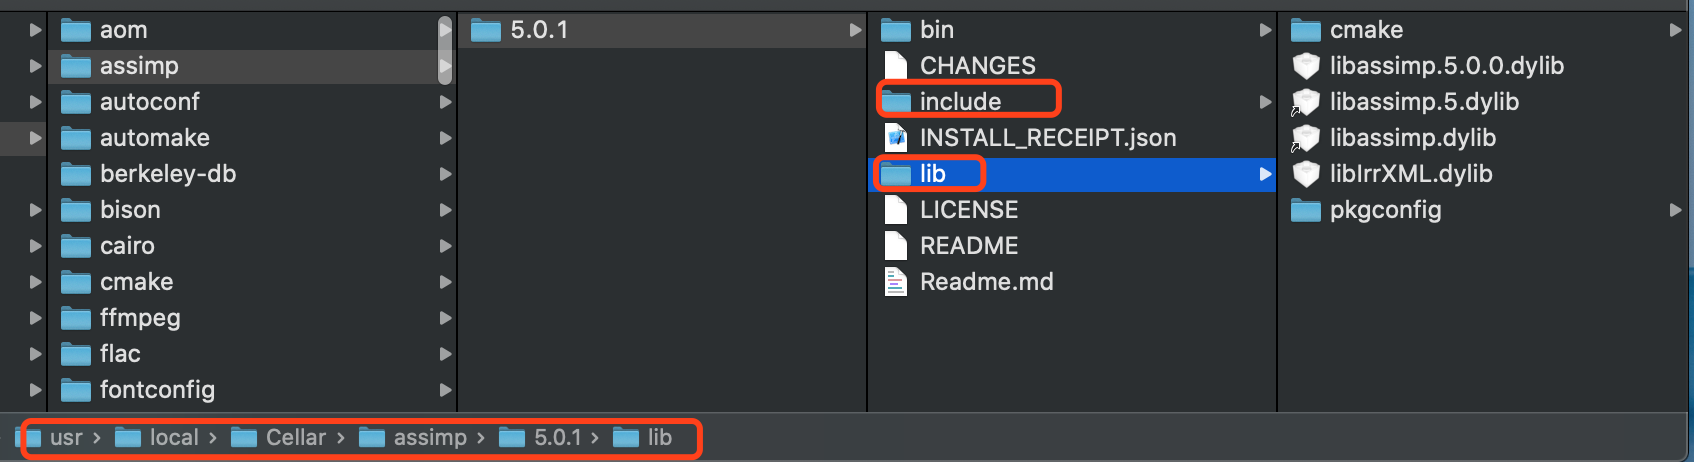 aom
assimp
autoconf
automake
berkeley-db
bison
cairo
cmake
ffmpeg
flac
fontconfig
5.0.1
bin
CHANGES
include
INSTALL_RECEIPT.json
lib
LICENSE
README
Readme.md
cmake
libassimp.5.0.0.dylib
libassimp.5.dylib
libassimp.dylib
libIrrXML.dylib
pkgconfig
usr › local › Cellar › assimp › 5.0.1 › lib